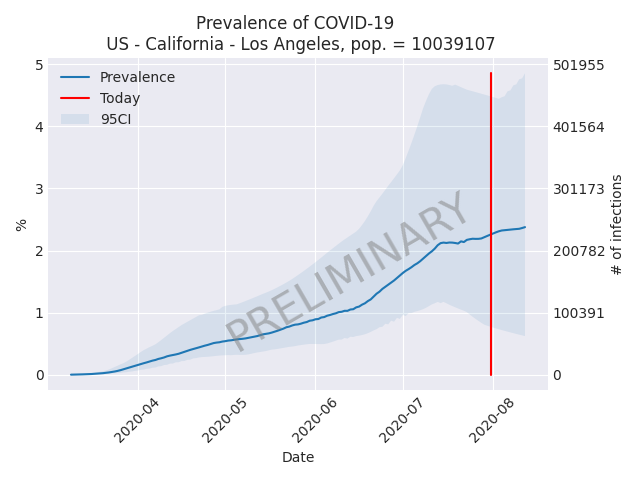 Prevalence of COVID-19
US - California - Los Angeles, pop. = 10039107
Prevalence
Today
95CI
PRELIMINARY
%
5
4
3
2
1
0
501955
401564
301173
200782
100391
0
# of infections
2020-04
2020-05
2020-06
2020-07
2020-08
Date